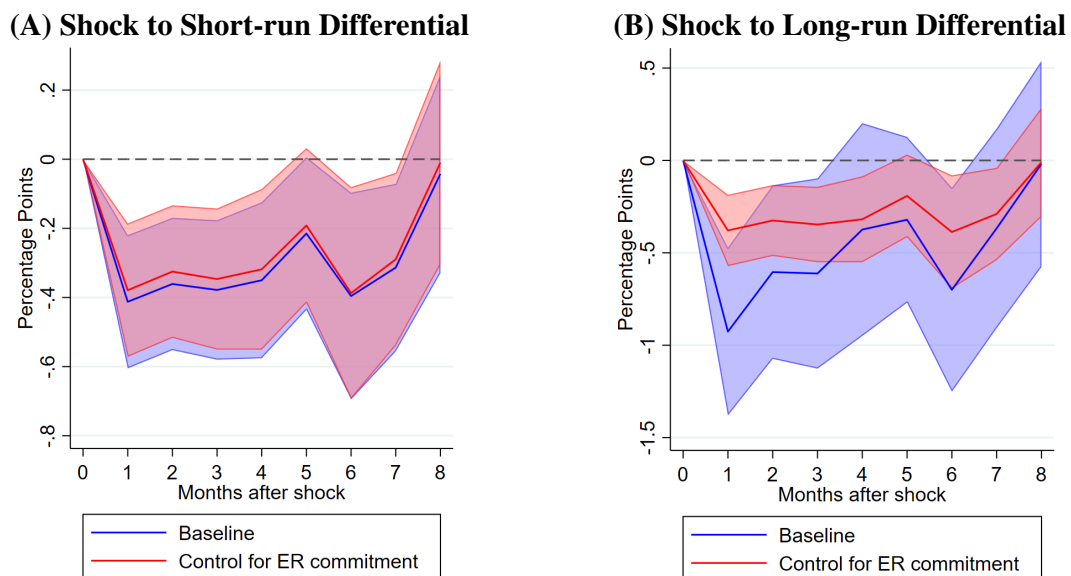 (A) Shock to Short-run Differential
Percentage Points
.2
0
-.2
-.4
-.6
-.8
0 1 2 3 4 5 6 7 8
Months after shock
Baseline
Control for ER commitment
(B) Shock to Long-run Differential
Percentage Points
.5
0
-.5
-1
-1.5
0 1 2 3 4 5 6 7 8
Months after shock
Baseline
Control for ER commitment